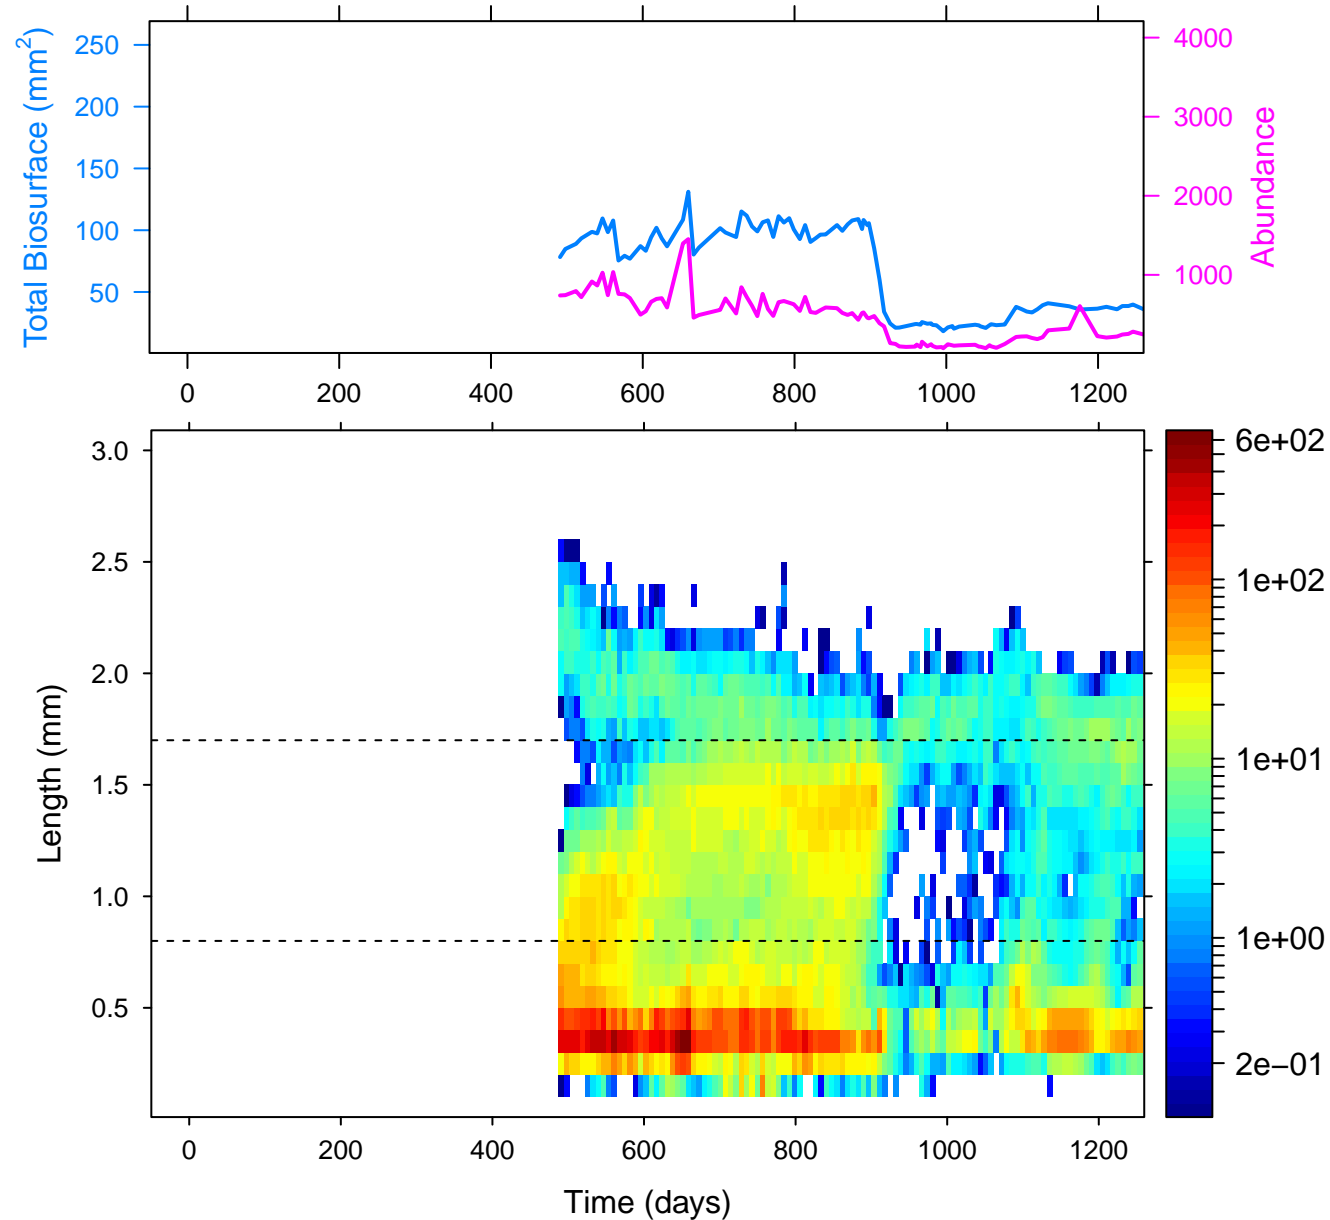 Total Biosurface (mm²)
250
200
150
100
50
4000
3000
2000
1000
Abundance
0 200 400 600 800 1000 1200
Length (mm)
3.0
2.5
2.0
1.5
1.0
0.5
6e+02
1e+02
1e+01
1e+00
2e−01
0 200 400 600 800 1000 1200
Time (days)